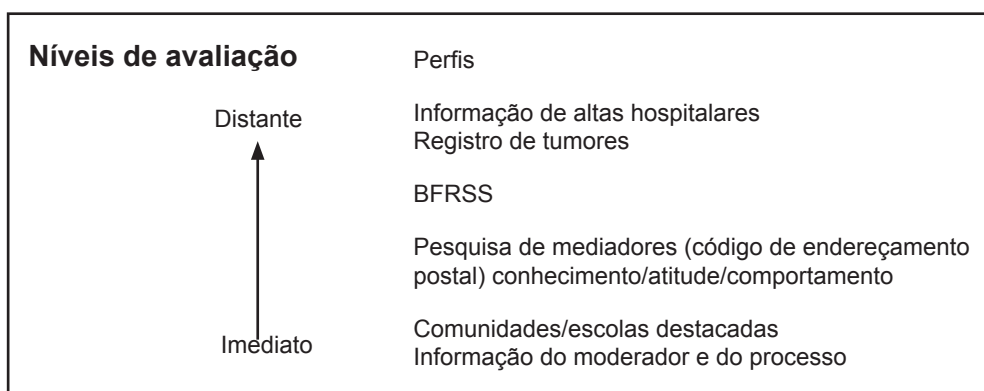 Níveis de avaliação
Perfis
Distante
Informação de altas hospitalares
Registro de tumores
BFRSS
Pesquisa de mediadores (código de endereçamento
postal) conhecimento/atitude/comportamento
Imediato
Comunidades/escolas destacadas
Informação do moderador e do processo